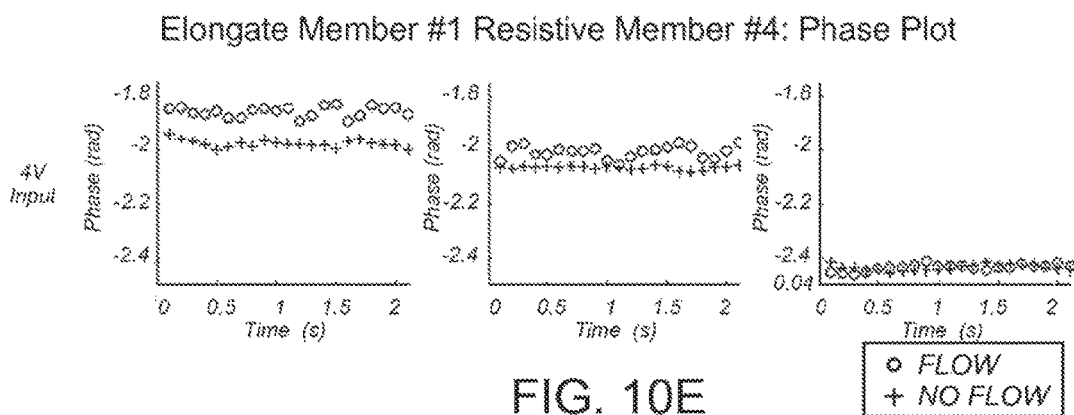 Elongate Member #1 Resistive Member #4: Phase Plot
4V
Input
Phase (rad)
-1.8
-2
-2.2
-2.4
0 0.5 1 1.5 2
Time (s)
Phase (rad)
-1.8
-2
-2.2
-2.4
0 0.5 1 1.5 2
Time (s)
Phase (rad)
-1.8
-2
-2.2
-2.4
0.04
0 0.5 1 1.5 2
Time (s)
FLOW
NO FLOW
FIG. 10E